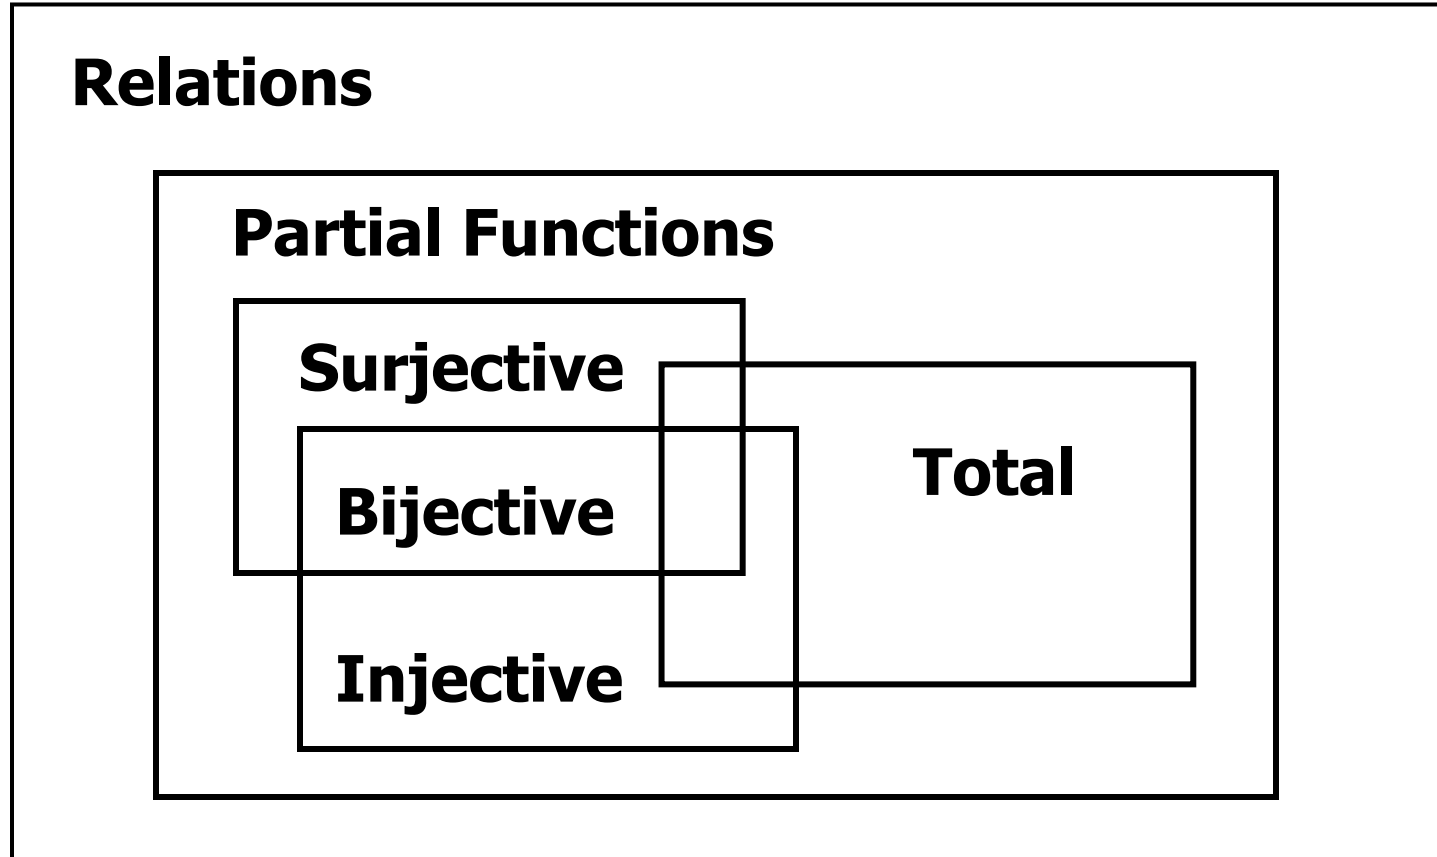 Relations
Partial Functions
Surjective
Total
Bijective
Injective